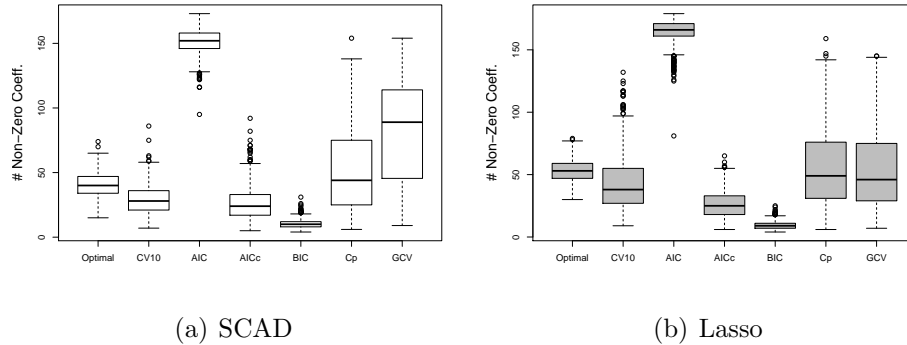 # Non-Zero Coeff.
150
100
50
0
Optimal CV10 AIC AICc BIC Cp GCV
(a) SCAD
# Non-Zero Coeff.
150
100
50
0
Optimal CV10 AIC AICc BIC Cp GCV
(b) Lasso